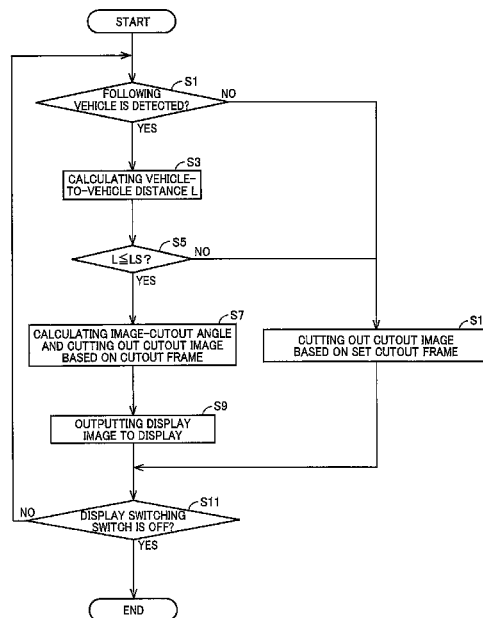 START
S1
FOLLOWING
VEHICLE IS DETECTED?
NO
YES
S3
CALCULATING VEHICLE-
TO-VEHICLE DISTANCE L
S5
L≦LS?
NO
YES
S7
CALCULATING IMAGE-CUTOUT ANGLE
AND CUTTING OUT CUTOUT IMAGE
BASED ON CUTOUT FRAME
CUTTING OUT CUTOUT IMAGE
BASED ON SET CUTOUT FRAME
S9
OUTPUTTING DISPLAY
IMAGE TO DISPLAY
S11
NO
DISPLAY SWITCHING
SWITCH IS OFF?
YES
END